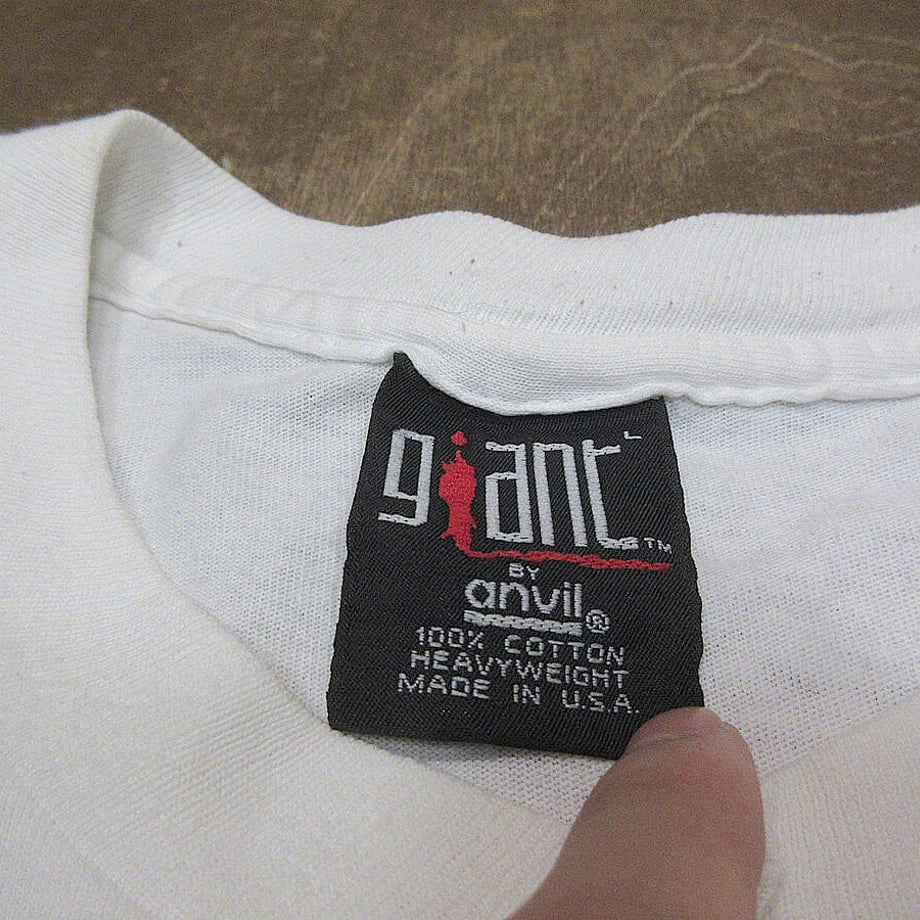 giant L
TM
BY
anvil ®
100% COTTON
HEAVYWEIGHT
MADE IN U.S.A.